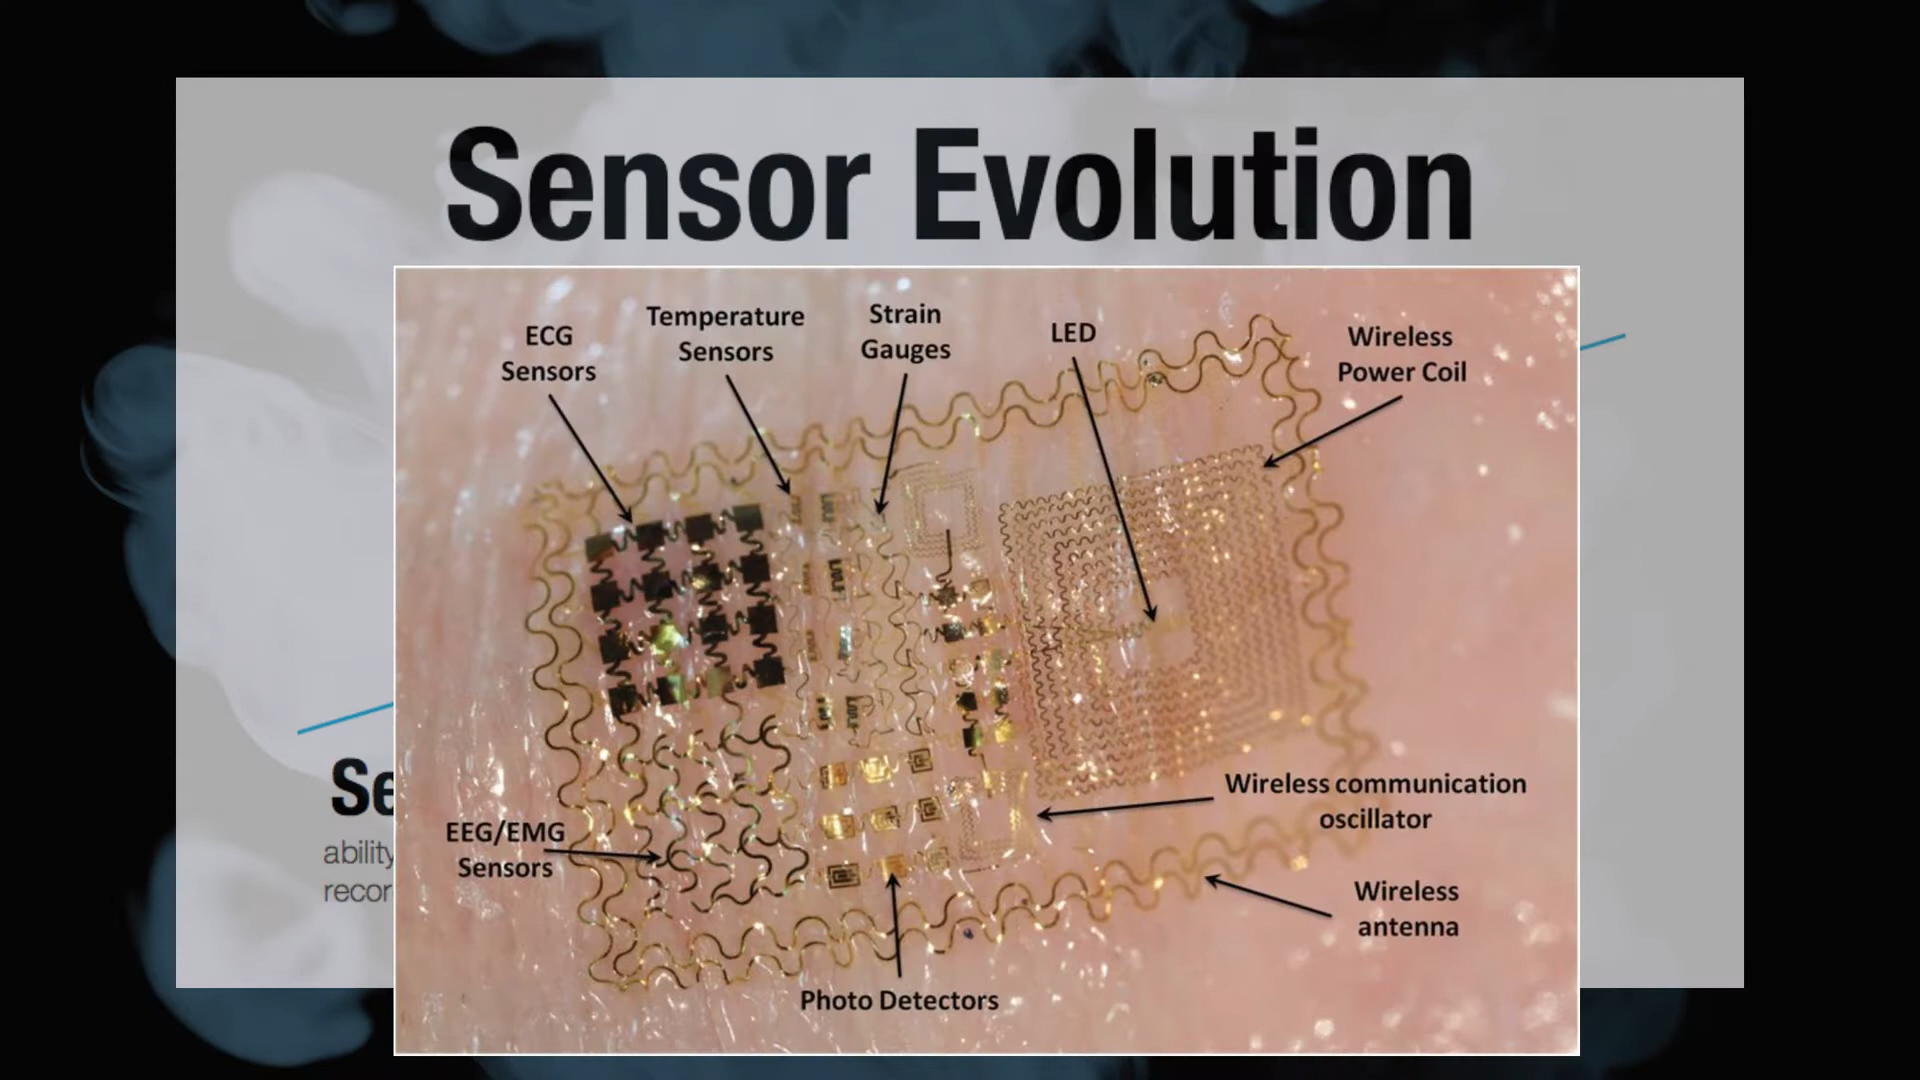 Sensor Evolution
ECG
Sensors
Temperature
Sensors
Strain
Gauges
LED
Wireless
Power Coil
Wireless communication
oscillator
EEG/EMG
Sensors
Wireless
antenna
Photo Detectors
Se
ability
recor